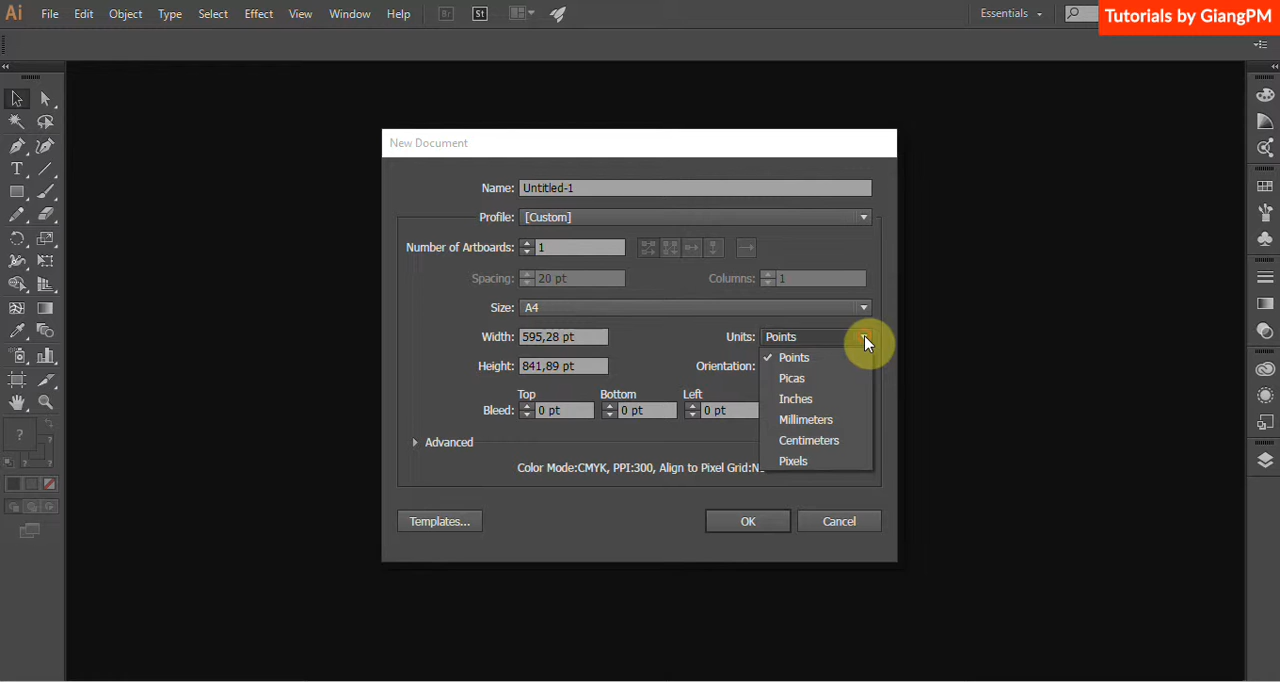 Ai File Edit Object Type Select Effect View Window Help Br St Essentials
Tutorials by GiangPM
New Document
Name: Untitled-1
Profile: [Custom]
Number of Artboards: 1
Spacing: 20 pt Columns: 1
Size: A4
Width: 595,28 pt Units: Points
Height: 841,89 pt Orientation:
Top Bottom Left
Bleed: 0 pt 0 pt 0 pt
Points
Picas
Inches
Millimeters
Centimeters
Pixels
Advanced
Color Mode:CMYK, PPI:300, Align to Pixel Grid:N
Templates... OK Cancel
T
? ?
? ?